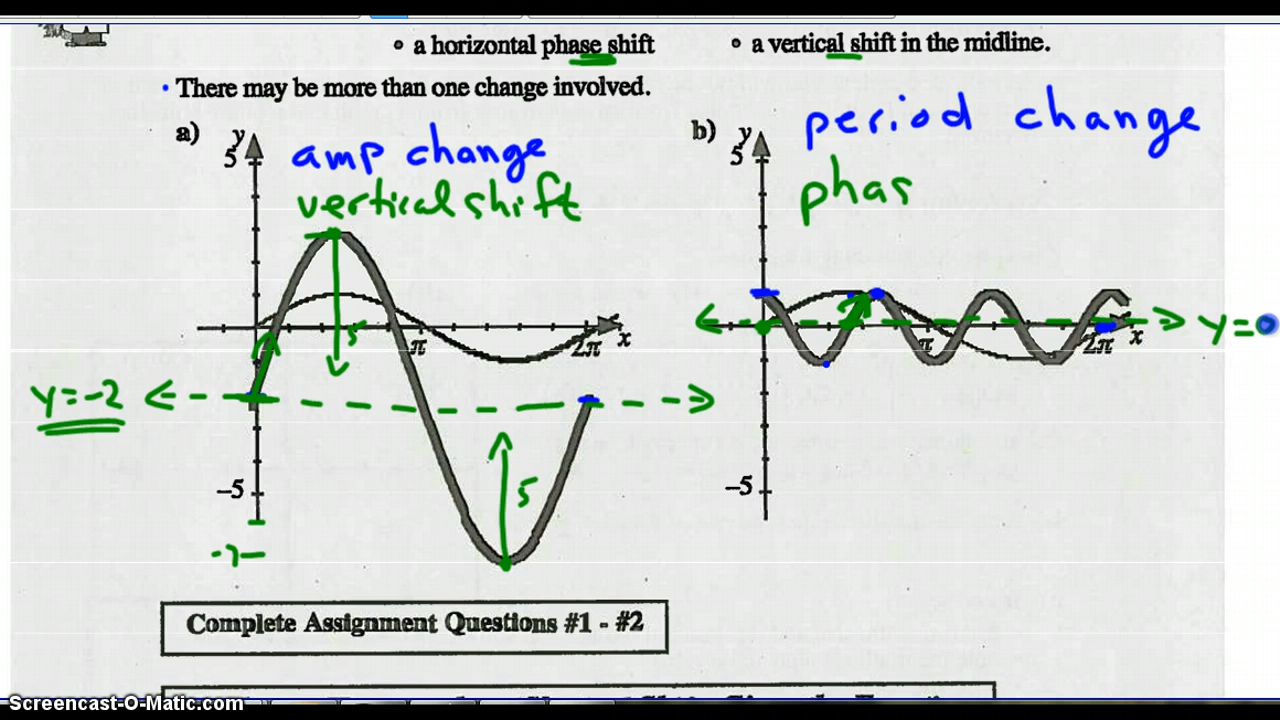 • a horizontal phase shift
• a vertical shift in the midline.
• There may be more than one change involved.
a)
y
5
amp change
vertical shift
5
π
2π
x
y=-2
-5
5
-7
b)
y
5
period change
phas
π
2π
x
y=0
-5
Complete Assignment Questions #1 - #2
Screencast-O-Matic.com